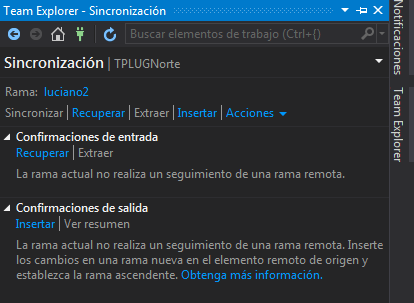 Team Explorer - Sincronización
Buscar elementos de trabajo (Ctrl+{)
Sincronización | TPLUGNorte
Rama: luciano2
Sincronizar | Recuperar | Extraer | Insertar | Acciones
Confirmaciones de entrada
Recuperar | Extraer
La rama actual no realiza un seguimiento de una rama remota.
Confirmaciones de salida
Insertar | Ver resumen
La rama actual no realiza un seguimiento de una rama remota. Inserte
los cambios en una rama nueva en el elemento remoto de origen y
establezca la rama ascendente. Obtenga más información.
Notificaciones
Team Explorer